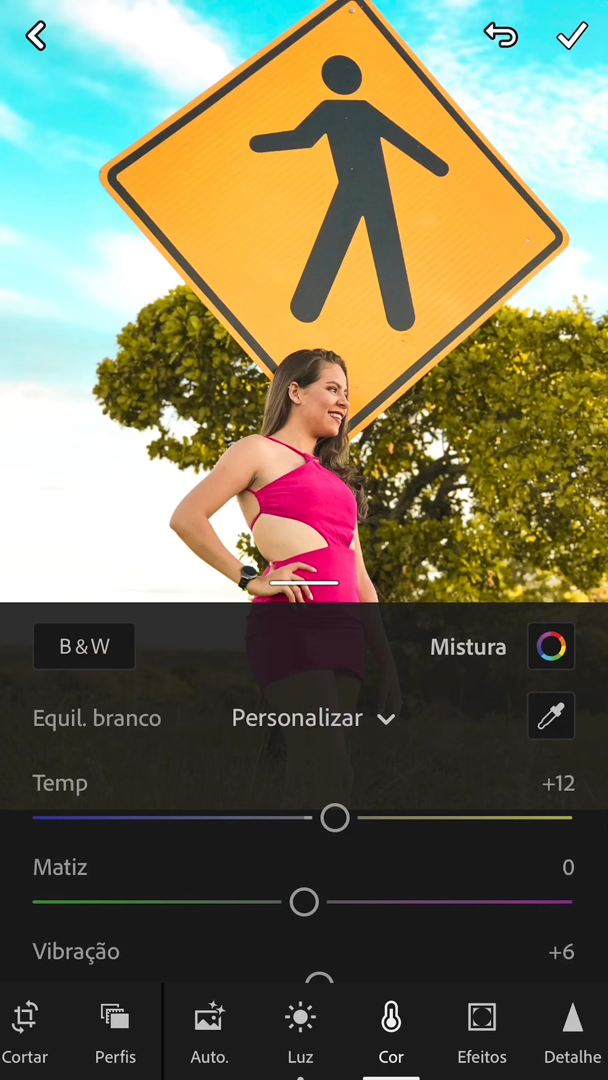 B&W
Mistura
Equil. branco
Personalizar
Temp
+12
Matiz
0
Vibração
+6
Cortar
Perfis
Auto.
Luz
Cor
Efeitos
Detalhe